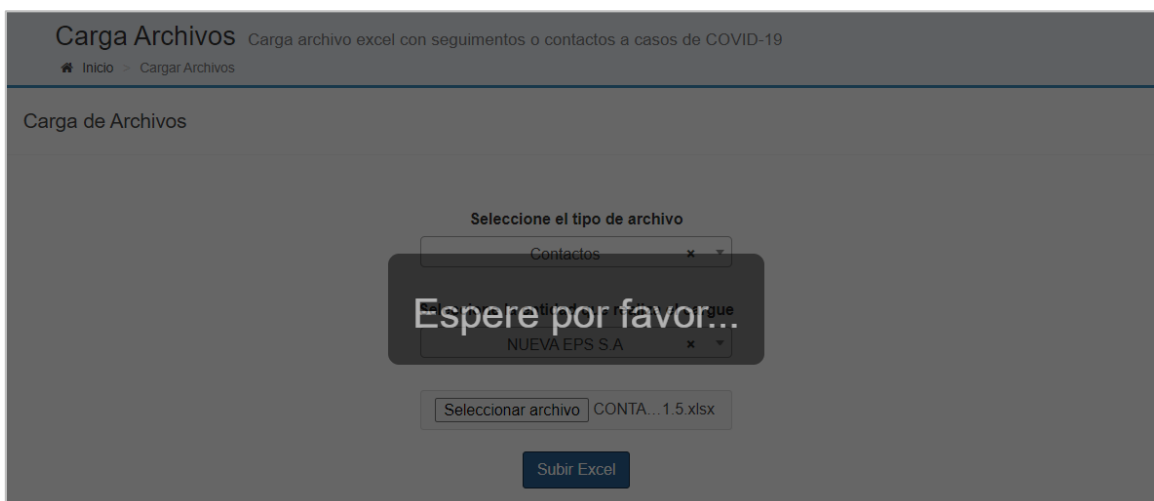 Carga Archivos Carga archivo excel con seguimentos o contactos a casos de COVID-19
Inicio > Cargar Archivos
Carga de Archivos
Seleccione el tipo de archivo
Contactos × 
Espere por favor...
NUEVA EPS S.A ×
Seleccionar archivo CONTA...1.5.xlsx
Subir Excel